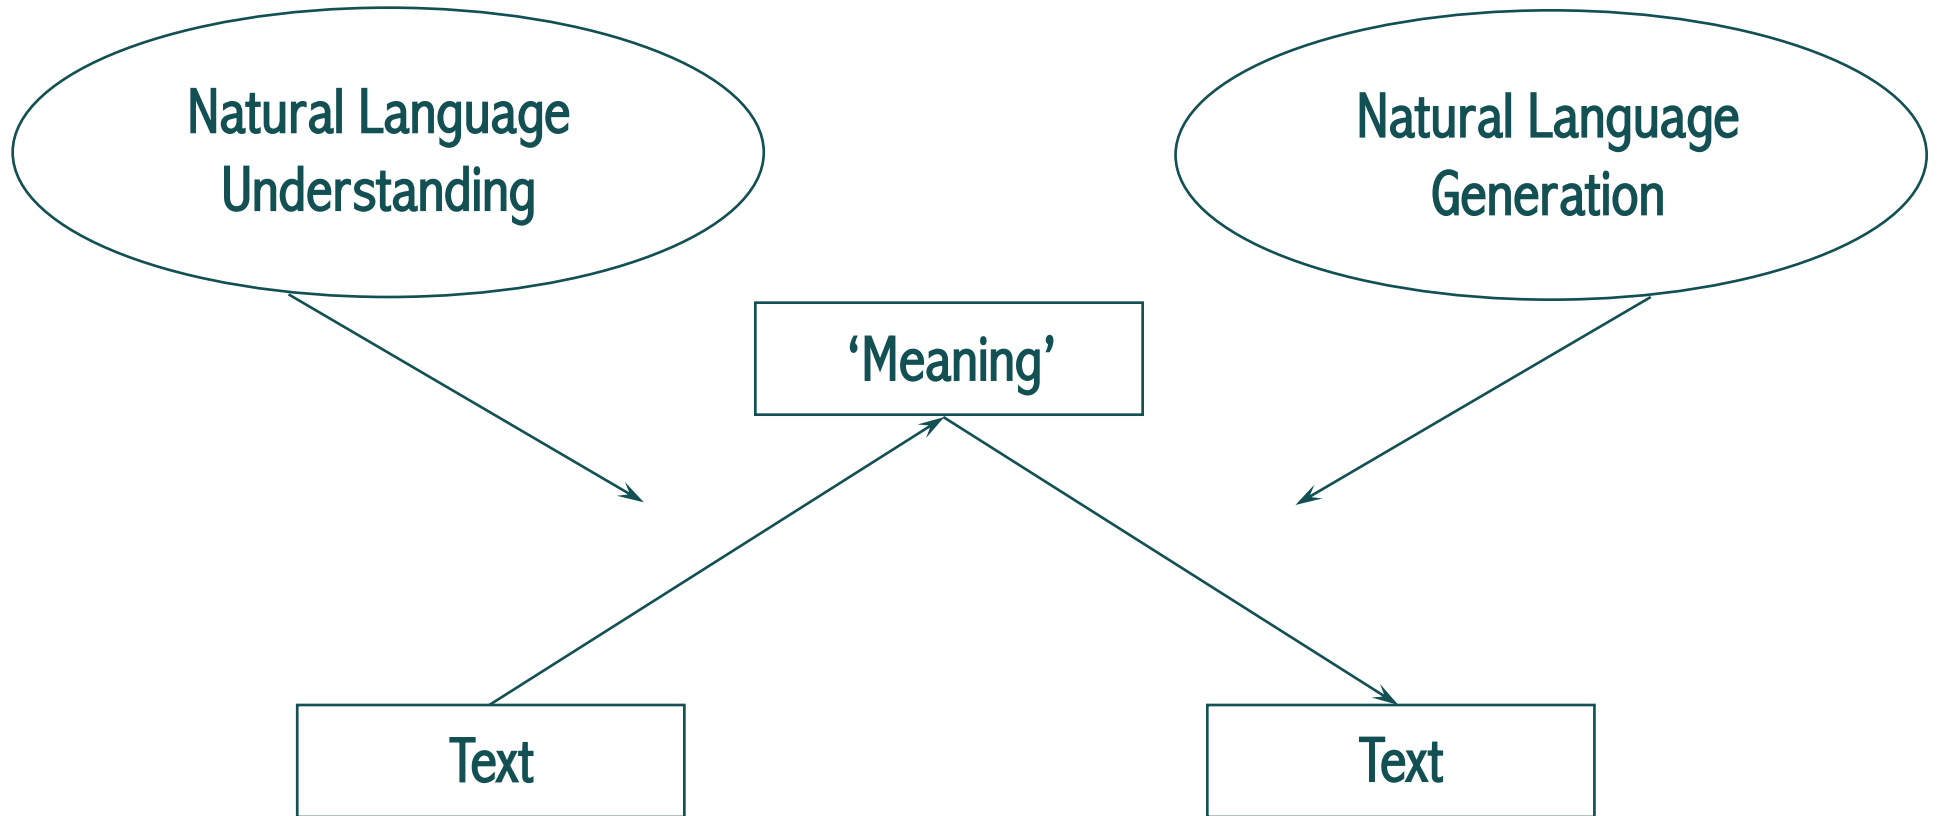 Natural Language
Understanding
Natural Language
Generation
‘Meaning’
Text
Text